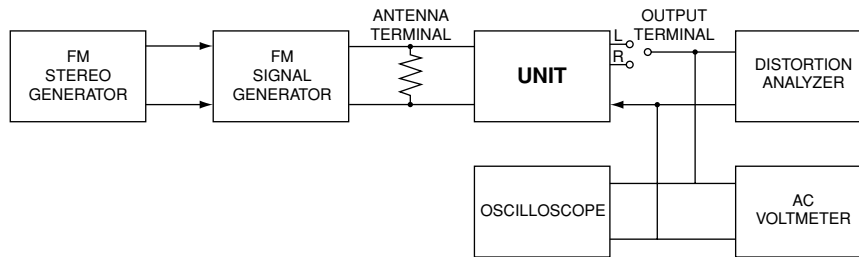 FM
STEREO
GENERATOR
FM
SIGNAL
GENERATOR
ANTENNA
TERMINAL
UNIT
L
R
OUTPUT
TERMINAL
DISTORTION
ANALYZER
OSCILLOSCOPE
AC
VOLTMETER